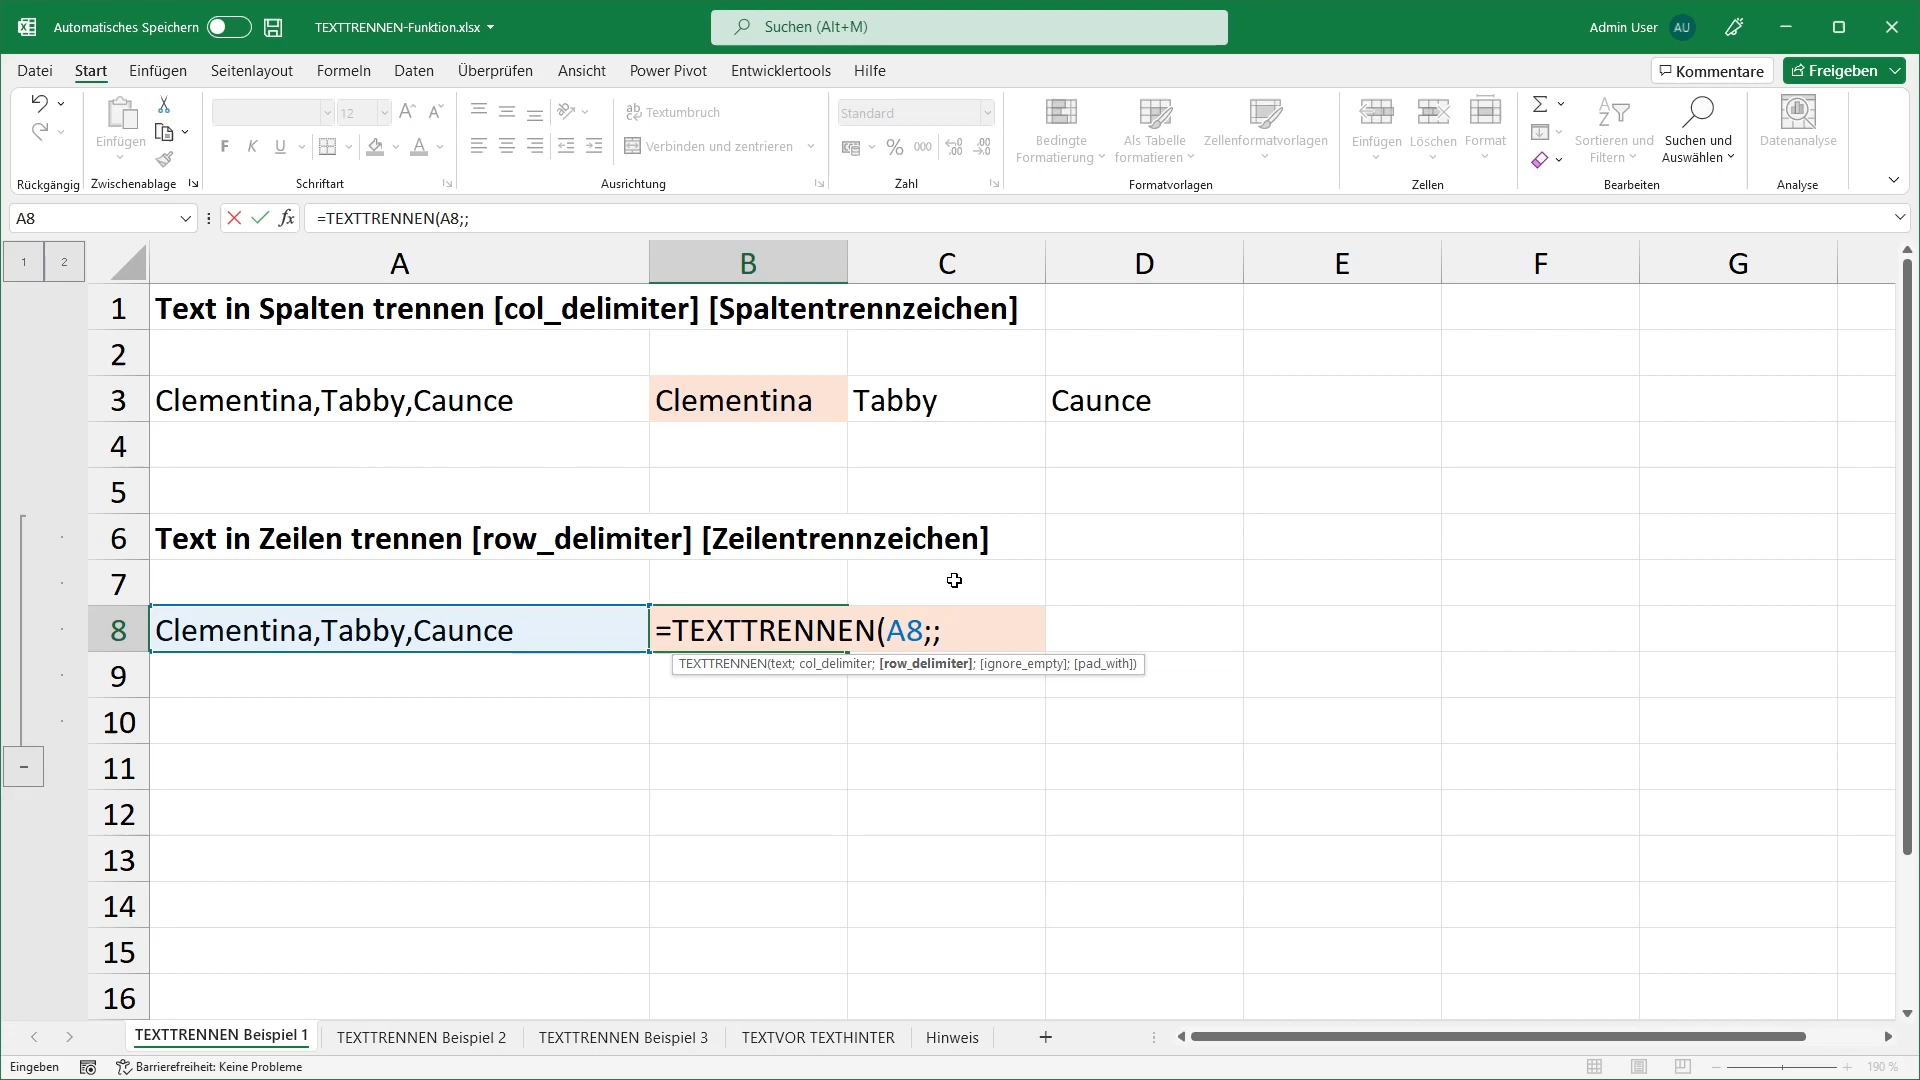 Automatisches Speichern
TEXTTRENNEN-Funktion.xlsx
Suchen (Alt+M)
Admin User
AU
Datei
Start
Einfügen
Seitenlayout
Formeln
Daten
Überprüfen
Ansicht
Power Pivot
Entwicklertools
Hilfe
Kommentare
Freigeben
Rückgängig
Einfügen
Zwischenablage
12
F K U
Schriftart
Textumbruch
Verbinden und zentrieren
Ausrichtung
Standard
% 000
Zahl
Bedingte
Formatierung
Als Tabelle
formatieren
Zellenformatvorlagen
Formatvorlagen
Einfügen
Löschen
Format
Zellen
Sortieren und
Filtern
Suchen und
Auswählen
Bearbeiten
Datenanalyse
Analyse
A8
fx
=TEXTTRENNEN(A8;;
1 2
A B C D E F G
1 Text in Spalten trennen [col_delimiter] [Spaltentrennzeichen]
2
3 Clementina,Tabby,Caunce Clementina Tabby Caunce
4
5
6 Text in Zeilen trennen [row_delimiter] [Zeilentrennzeichen]
7
8 Clementina,Tabby,Caunce =TEXTTRENNEN(A8;;
TEXTTRENNEN(text; col_delimiter; [row_delimiter]; [ignore_empty]; [pad_with])
9
10
11
12
13
14
15
16
TEXTTRENNEN Beispiel 1
TEXTTRENNEN Beispiel 2
TEXTTRENNEN Beispiel 3
TEXTVOR TEXTHINTER
Hinweis
Eingeben
Barrierefreiheit: Keine Probleme
190 %